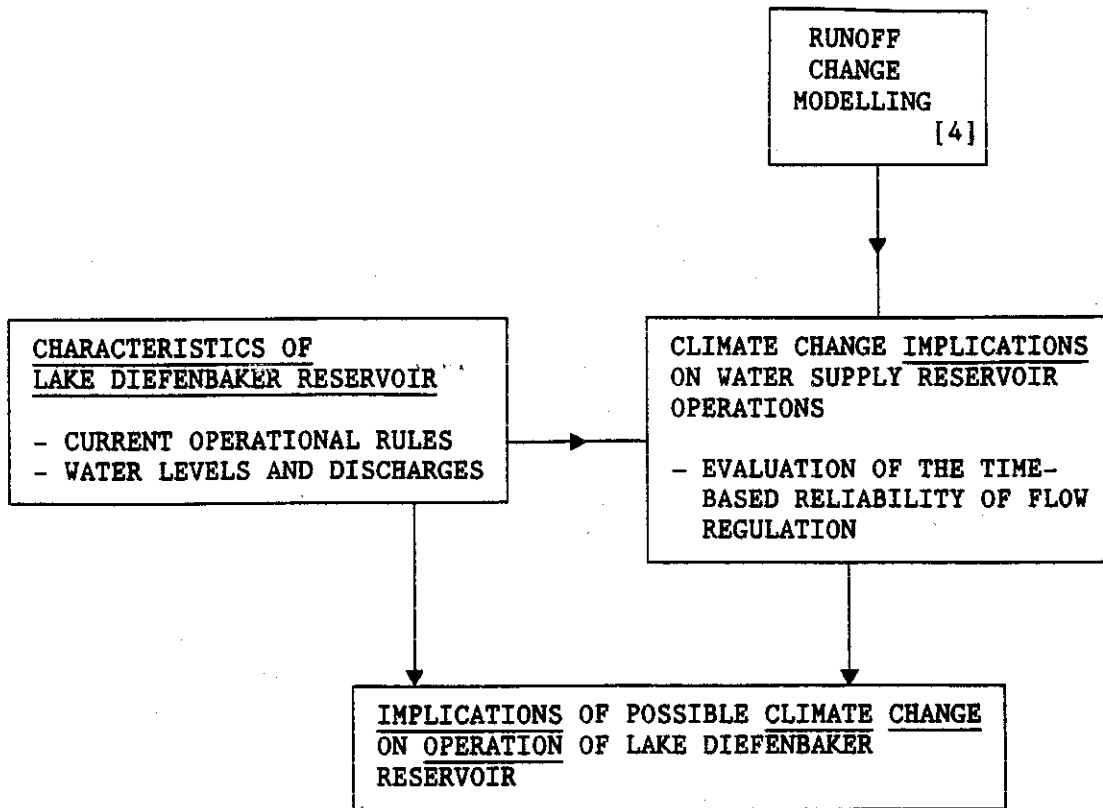 RUNOFF
CHANGE
MODELLING
[4]
CHARACTERISTICS OF
LAKE DIEFENBAKER RESERVOIR
- CURRENT OPERATIONAL RULES
- WATER LEVELS AND DISCHARGES
CLIMATE CHANGE IMPLICATIONS
ON WATER SUPPLY RESERVOIR
OPERATIONS
- EVALUATION OF THE TIME-
BASED RELIABILITY OF FLOW
REGULATION
IMPLICATIONS OF POSSIBLE CLIMATE CHANGE
ON OPERATION OF LAKE DIEFENBAKER
RESERVOIR